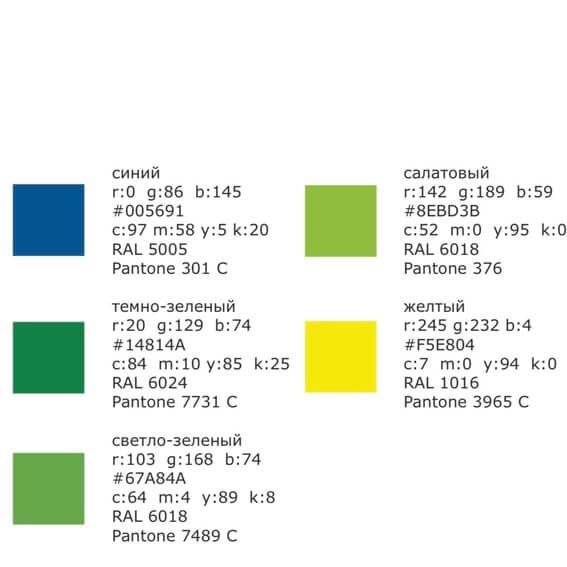 синий
r:0 g:86 b:145
#005691
c:97 m:58 y:5 k:20
RAL 5005
Pantone 301 C
темно-зеленый
r:20 g:129 b:74
#14814A
c:84 m:10 y:85 k:25
RAL 6024
Pantone 7731 C
светло-зеленый
r:103 g:168 b:74
#67A84A
c:64 m:4 y:89 k:8
RAL 6018
Pantone 7489 C
салатовый
r:142 g:189 b:59
#8EBD3B
c:52 m:0 y:95 k:0
RAL 6018
Pantone 376
желтый
r:245 g:232 b:4
#F5E804
c:7 m:0 y:94 k:0
RAL 1016
Pantone 3965 C